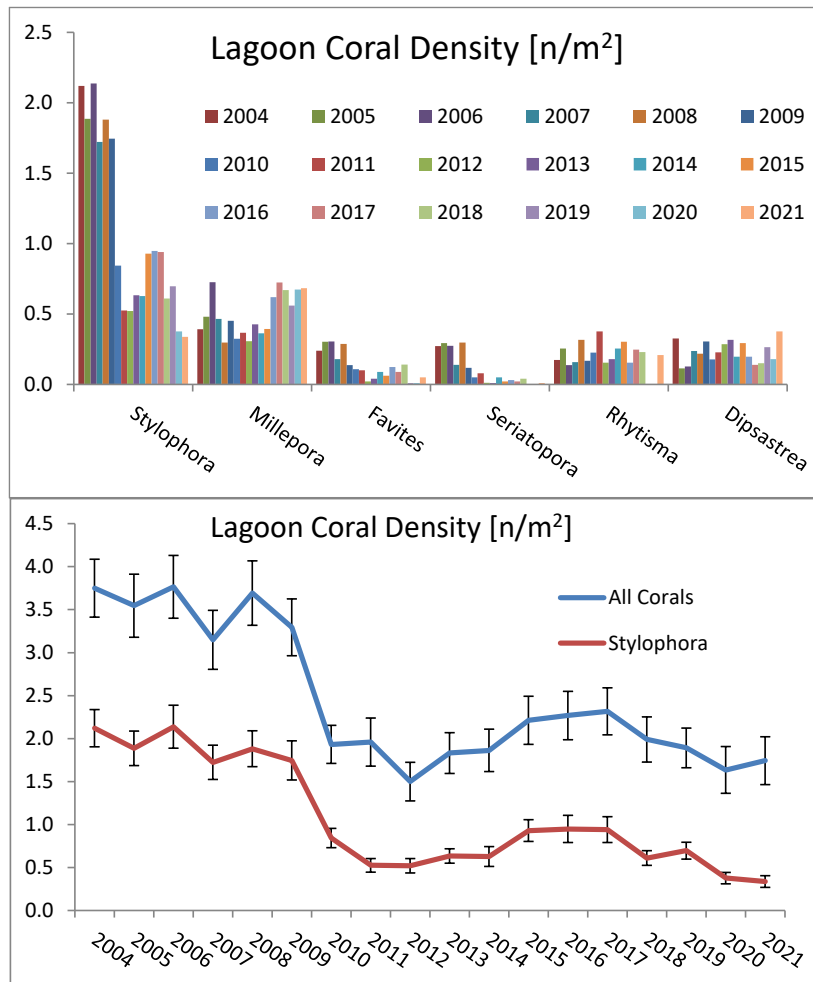 Lagoon Coral Density [n/m²]
2.5
2.0
1.5
1.0
0.5
0.0
2004 2005 2006 2007 2008 2009
2010 2011 2012 2013 2014 2015
2016 2017 2018 2019 2020 2021
Stylophora Millepora Favites Seriatopora Rhytisma Dipsastrea
Lagoon Coral Density [n/m²]
4.5
4.0
3.5
3.0
2.5
2.0
1.5
1.0
0.5
0.0
All Corals
Stylophora
2004 2005 2006 2007 2008 2009 2010 2011 2012 2013 2014 2015 2016 2017 2018 2019 2020 2021